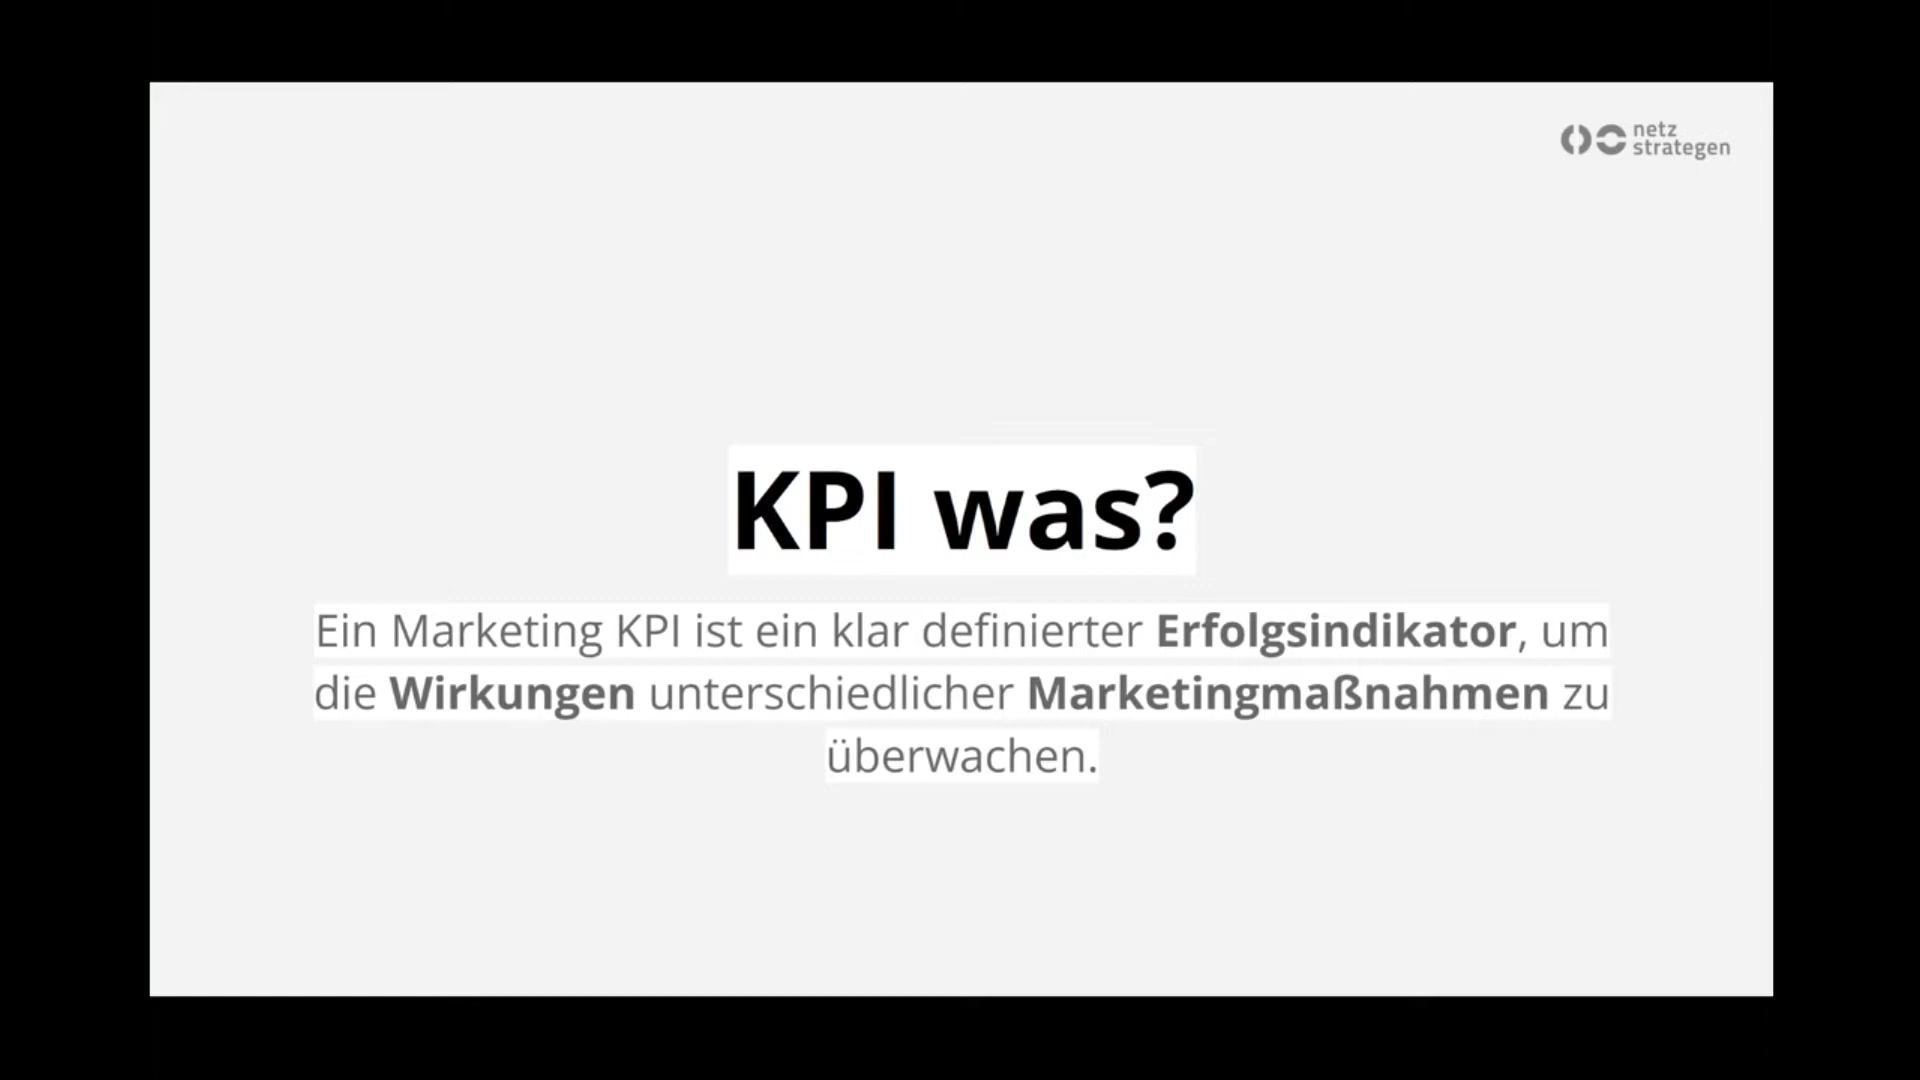 netz
strategen
KPI was?
Ein Marketing KPI ist ein klar definierter Erfolgsindikator, um
die Wirkungen unterschiedlicher Marketingmaßnahmen zu
überwachen.